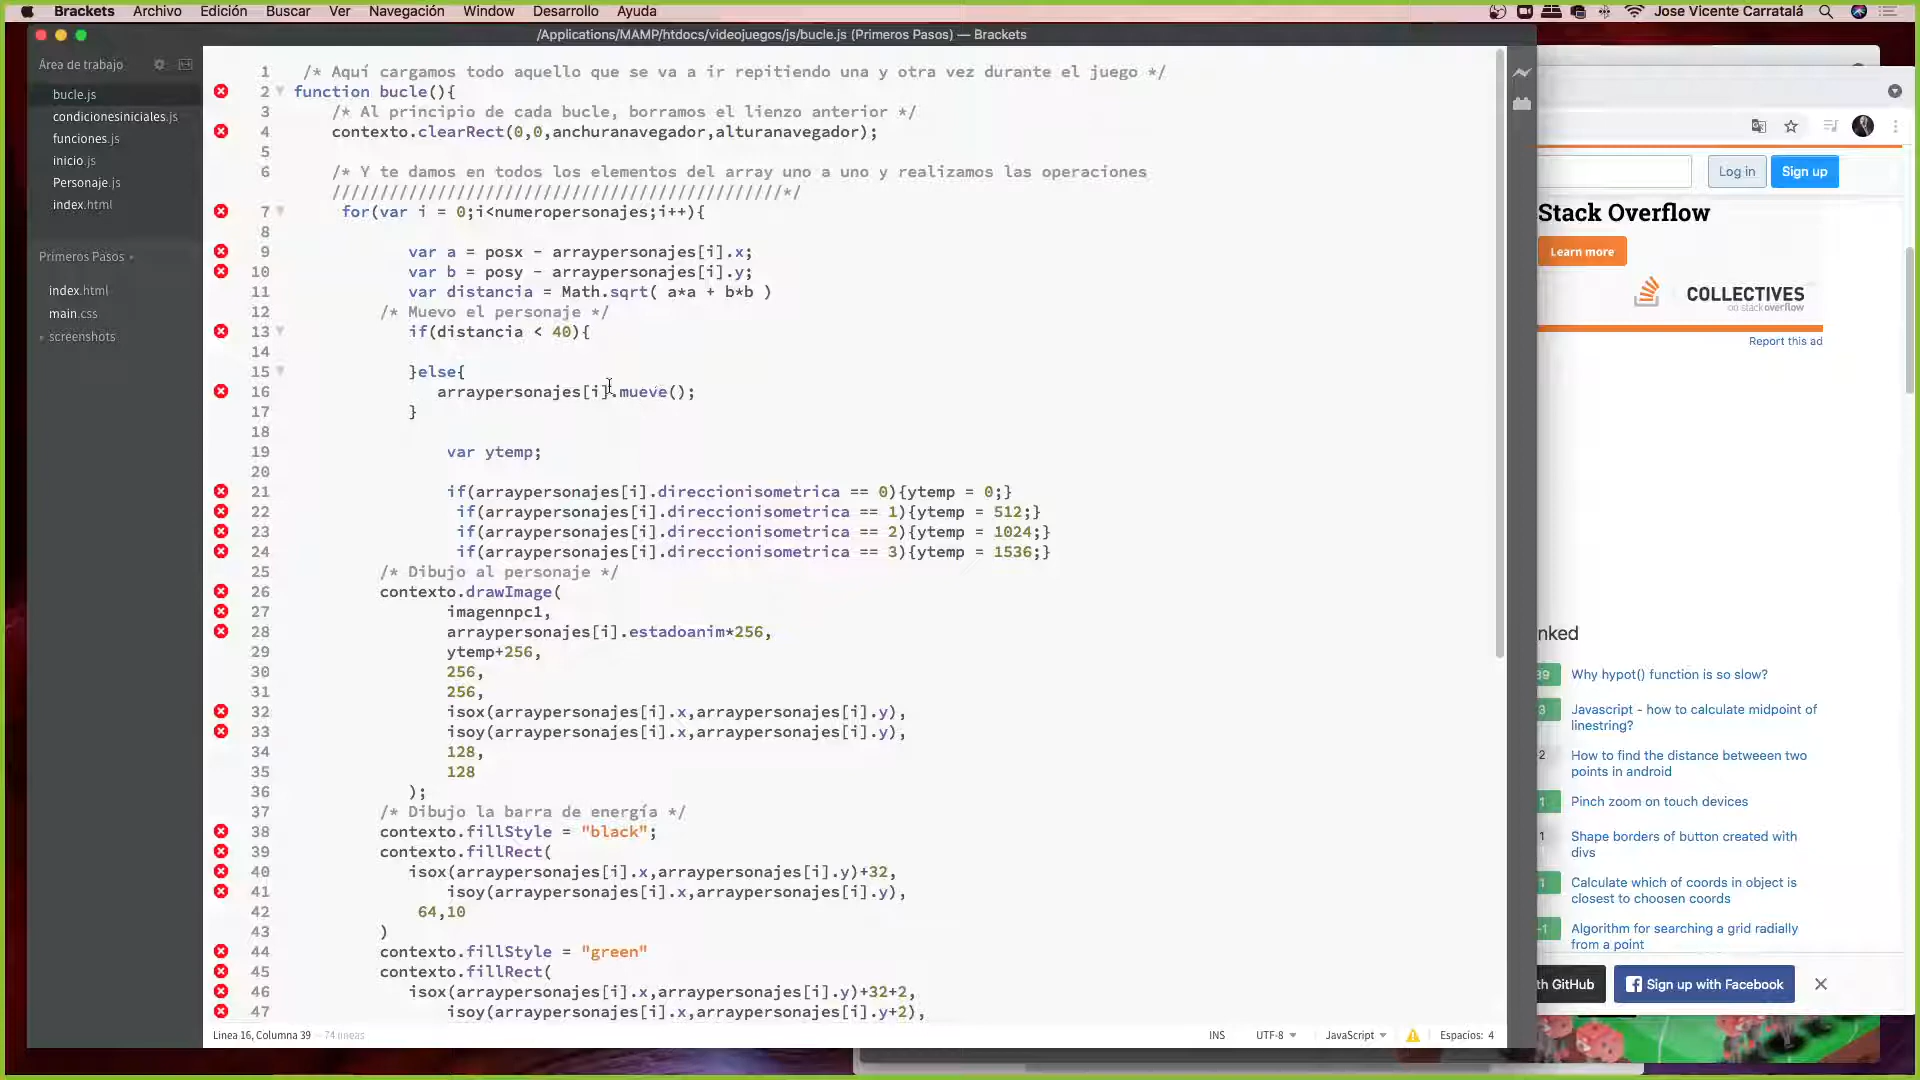 Brackets Archivo Edición Buscar Ver Navegación Window Desarrollo Ayuda Jose Vicente Carratalá
/Applications/MAMP/htdocs/videojuegos/js/bucle.js (Primeros Pasos) — Brackets
Área de trabajo
bucle.js
condicionesiniciales.js
funciones.js
inicio.js
Personaje.js
index.html
Primeros Pasos
index.html
main.css
screenshots
1 /* Aquí cargamos todo aquello que se va a ir repitiendo una y otra vez durante el juego */
2 function bucle(){
3 /* Al principio de cada bucle, borramos el lienzo anterior */
4 contexto.clearRect(0,0,anchuranavegador,alturanavegador);
5
6 /* Y te damos en todos los elementos del array uno a uno y realizamos las operaciones
///////////////////////////////////////////////*/
7 for(var i = 0;i<numeropersonajes;i++){
8
9 var a = posx - arraypersonajes[i].x;
10 var b = posy - arraypersonajes[i].y;
11 var distancia = Math.sqrt( a*a + b*b )
12 /* Muevo el personaje */
13 if(distancia < 40){
14
15 }else{
16 arraypersonajes[i].mueve();
17 }
18
19 var ytemp;
20
21 if(arraypersonajes[i].direccionisometrica == 0){ytemp = 0;}
22 if(arraypersonajes[i].direccionisometrica == 1){ytemp = 512;}
23 if(arraypersonajes[i].direccionisometrica == 2){ytemp = 1024;}
24 if(arraypersonajes[i].direccionisometrica == 3){ytemp = 1536;}
25 /* Dibujo al personaje */
26 contexto.drawImage(
27 imagennpc1,
28 arraypersonajes[i].estadoanim*256,
29 ytemp+256,
30 256,
31 256,
32 isox(arraypersonajes[i].x,arraypersonajes[i].y),
33 isoy(arraypersonajes[i].x,arraypersonajes[i].y),
34 128,
35 128
36 );
37 /* Dibujo la barra de energía */
38 contexto.fillStyle = "black";
39 contexto.fillRect(
40 isox(arraypersonajes[i].x,arraypersonajes[i].y)+32,
41 isoy(arraypersonajes[i].x,arraypersonajes[i].y),
42 64,10
43 )
44 contexto.fillStyle = "green"
45 contexto.fillRect(
46 isox(arraypersonajes[i].x,arraypersonajes[i].y)+32+2,
47 isoy(arraypersonajes[i].x,arraypersonajes[i].y+2),
Línea 16, Columna 39 — 74 líneas INS UTF-8 JavaScript Espacios: 4
Log in Sign up
Stack Overflow
Learn more
COLLECTIVES
on stackoverflow
Report this ad
nked
Why hypot() function is so slow?
3 Javascript - how to calculate midpoint of
linestring?
2 How to find the distance betweeen two
points in android
1 Pinch zoom on touch devices
1 Shape borders of button created with
divs
1 Calculate which of coords in object is
closest to choosen coords
-1 Algorithm for searching a grid radially
from a point
th GitHub Sign up with Facebook